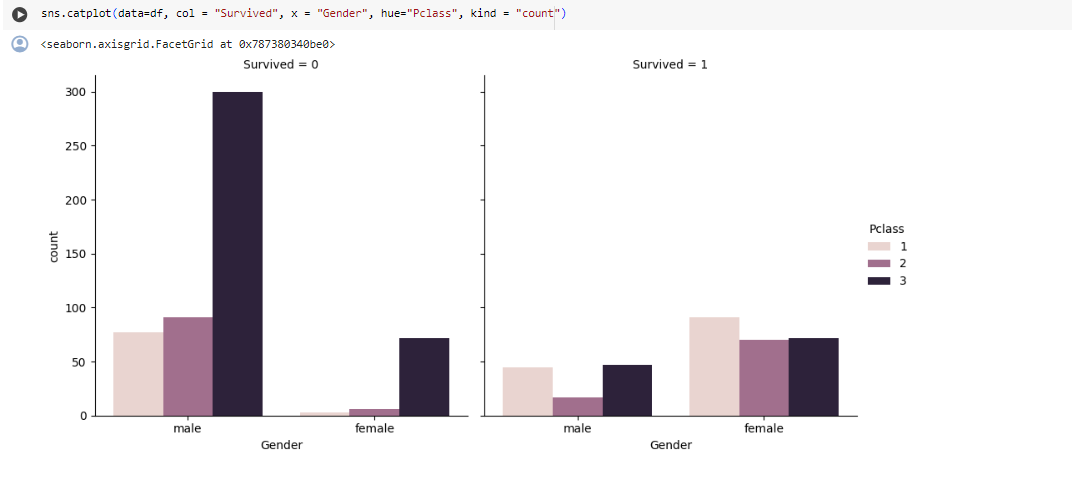 sns.catplot(data=df, col = "Survived", x = "Gender", hue="Pclass", kind = "count")
<seaborn.axisgrid.FacetGrid at 0x787380340be0>
Survived = 0
Survived = 1
300
250
200
150
100
50
0
count
male
female
Gender
male
female
Gender
Pclass
1
2
3